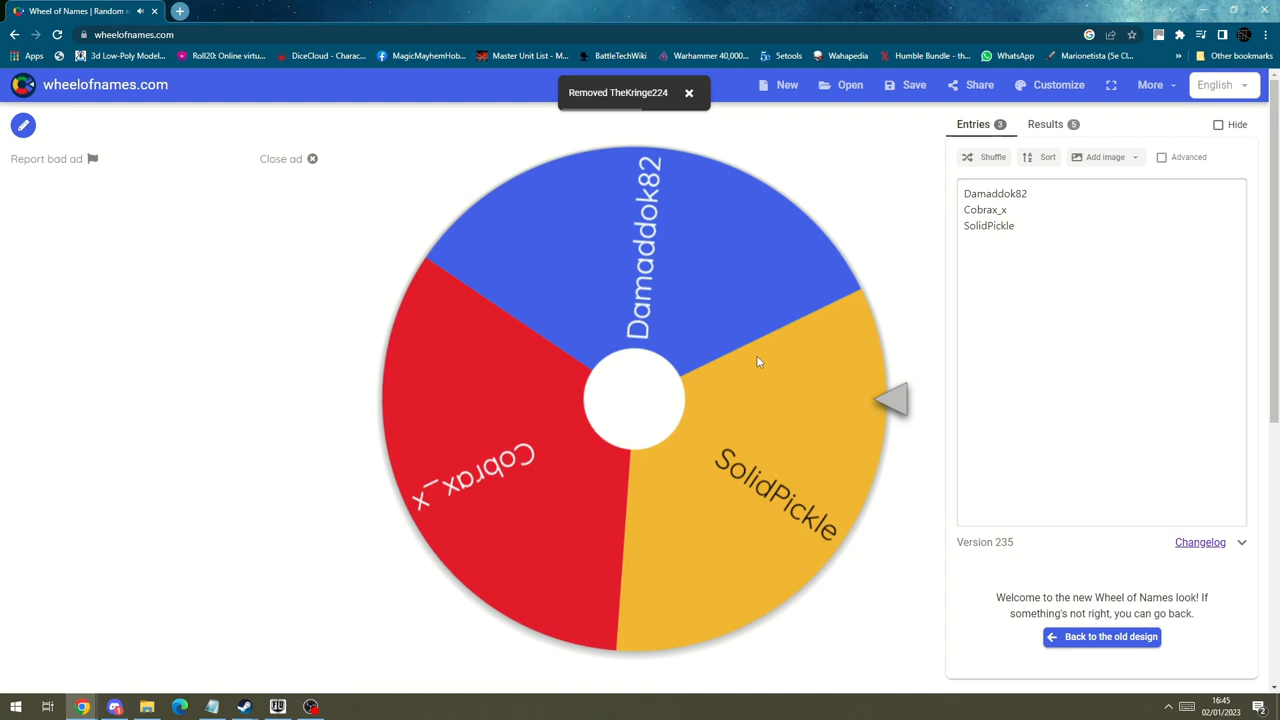 Wheel of Names | Random n
wheelofnames.com
Apps
3d Low-Poly Model...
Roll20: Online virtu...
DiceCloud - Charac...
MagicMayhemHob...
Master Unit List - M...
BattleTechWiki
Warhammer 40,000...
5etools
Wahapedia
Humble Bundle - th...
WhatsApp
Marionetista (5e Cl...
»
Other bookmarks
wheelofnames.com
Removed TheKringe224
New
Open
Save
Share
Customize
More
English
Report bad ad
Close ad
Entries 3
Results 5
Hide
Shuffle
Sort
Add image
Advanced
Damaddok82
Cobrax_x
SolidPickle
Damaddok82
SolidPickle
Cobrax_x
Version 235
Changelog
Welcome to the new Wheel of Names look! If
something's not right, you can go back.
Back to the old design
16:45
02/01/2023
2